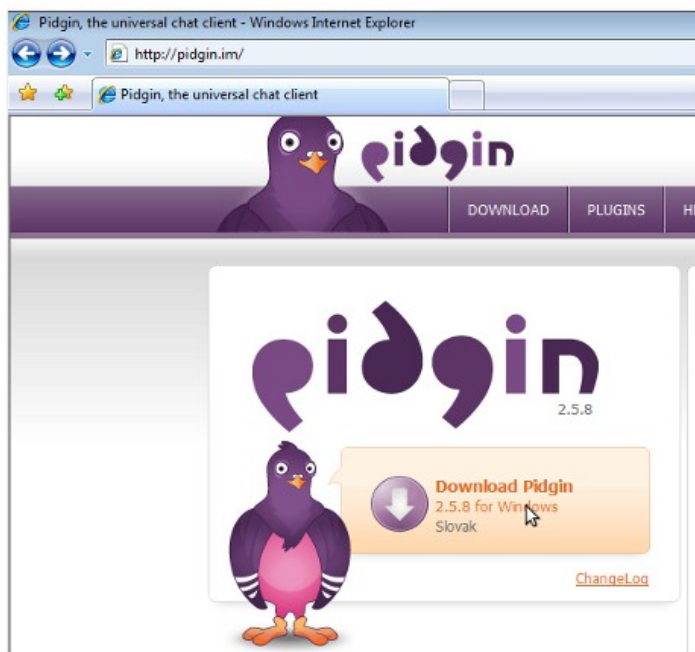 Pidgin, the universal chat client - Windows Internet Explorer
http://pidgin.im/
Pidgin, the universal chat client
pidgin
DOWNLOAD PLUGINS
pidgin
2.5.8
Download Pidgin
2.5.8 for Windows
Slovak
ChangeLog